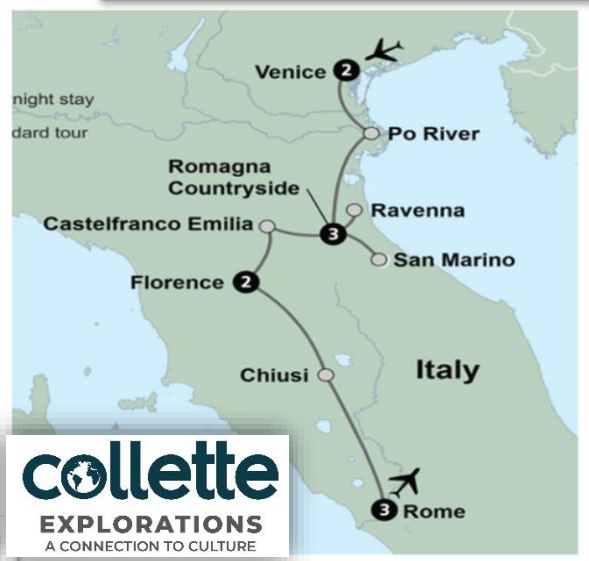 Venice 2
night stay
dard tour
Po River
Romagna
Countryside
Ravenna
Castelfranco Emilia
3
San Marino
Florence 2
Chiusi
Italy
collette
EXPLORATIONS
A CONNECTION TO CULTURE
3 Rome